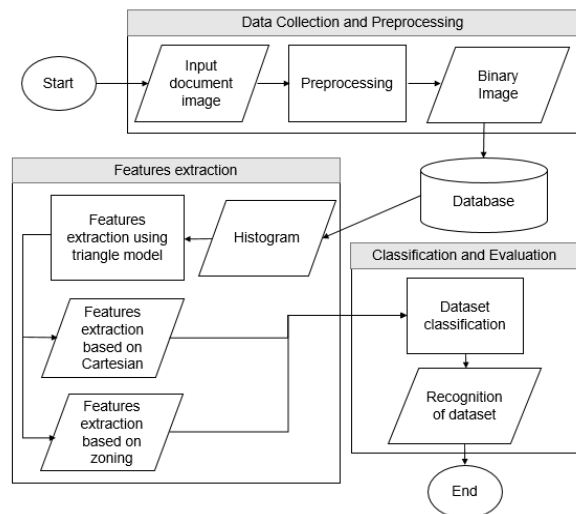 Data Collection and Preprocessing
Start
Input
document
image
Preprocessing
Binary
Image
Database
Features extraction
Histogram
Features
extraction using
triangle model
Features
extraction
based on
Cartesian
Features
extraction
based on
zoning
Classification and Evaluation
Dataset
classification
Recognition
of dataset
End